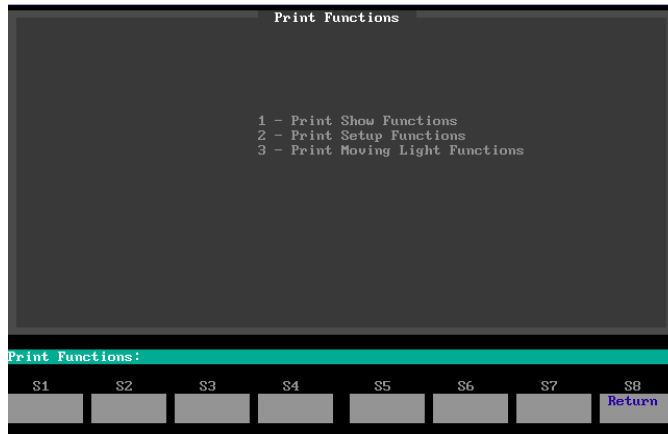 Print Functions
1 - Print Show Functions
2 - Print Setup Functions
3 - Print Moving Light Functions
Print Functions:
S1 S2 S3 S4 S5 S6 S7 S8
Return